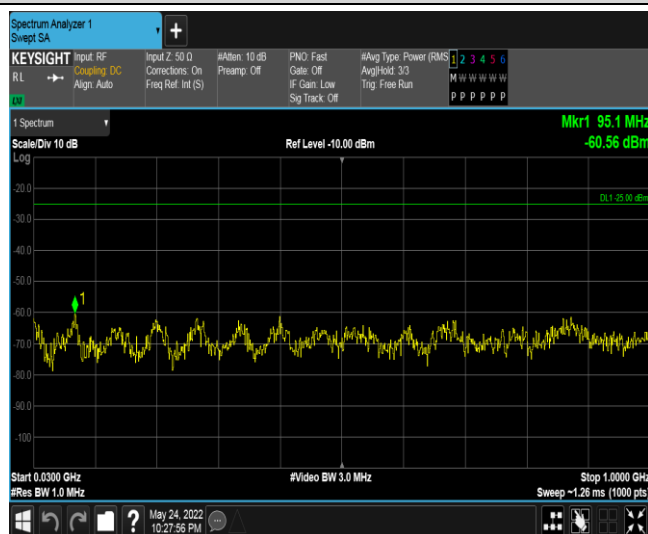 Spectrum Analyzer 1
Swept SA
+
KEYSIGHT Input: RF Input Z: 50 Ω #Atten: 10 dB PNO: Fast #Avg Type: Power (RMS 1 2 3 4 5 6
RL Coupling: DC Corrections: On Preamp: Off Gate: Off Avg|Hold: 3/3 M W W W W W
Align: Auto Freq Ref: Int (S) IF Gain: Low Trig: Free Run
Sig Track: Off P P P P P P
LXI
1 Spectrum
Mkr1 95.1 MHz
Scale/Div 10 dB Ref Level -10.00 dBm -60.56 dBm
Log
-20.0
DL1 -25.00 dBm
-30.0
-40.0
-50.0
1
-60.0
-70.0
-80.0
-90.0
-100
Start 0.0300 GHz #Video BW 3.0 MHz Stop 1.0000 GHz
#Res BW 1.0 MHz Sweep ~1.26 ms (1000 pts)
? May 24, 2022
10:27:56 PM